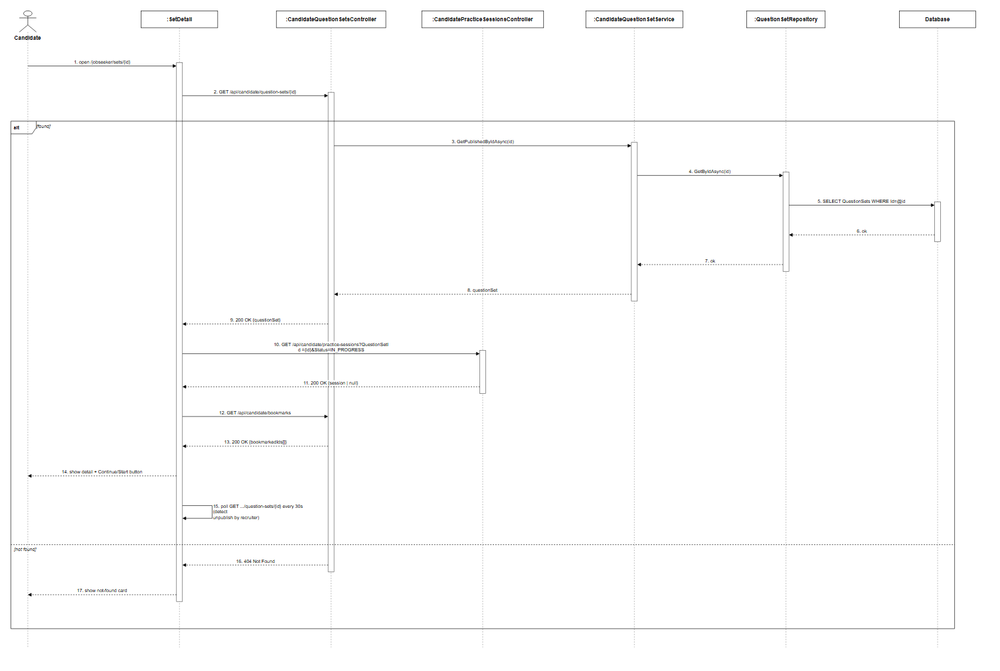 :SetDetail
:CandidateQuestionSetsController
:CandidatePracticeSessionsController
:CandidateQuestionSetService
:QuestionSetRepository
Database
Candidate
1. open /jobseeker/sets/{id}
2. GET /api/candidate/question-sets/{id}
alt
[found]
3. GetPublishedByIdAsync(id)
4. GetByIdAsync(id)
5. SELECT QuestionSets WHERE Id=@id
6. ok
7. ok
8. questionSet
9. 200 OK {questionSet}
10. GET /api/candidate/practice-sessions?QuestionSetI
d ={id}&Status=IN_PROGRESS
11. 200 OK {session | null}
12. GET /api/candidate/bookmarks
13. 200 OK {bookmarkedIds[]}
14. show detail + Continue/Start button
15. poll GET .../question-sets/{id} every 30s
(detect
unpublish by recruiter)
[not found]
16. 404 Not Found
17. show not-found card